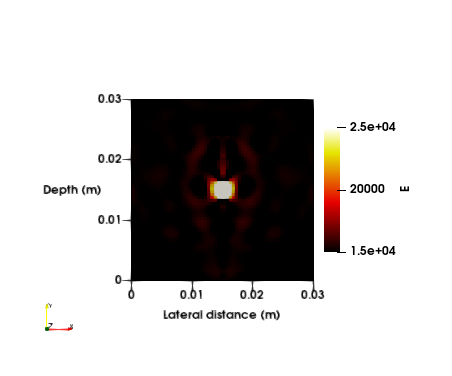 0.03
2.5e+04
0.02
Depth (m)
20000
E
0.01
0
1.5e+04
0
0.01
0.02
0.03
Lateral distance (m)
Y
Z
X